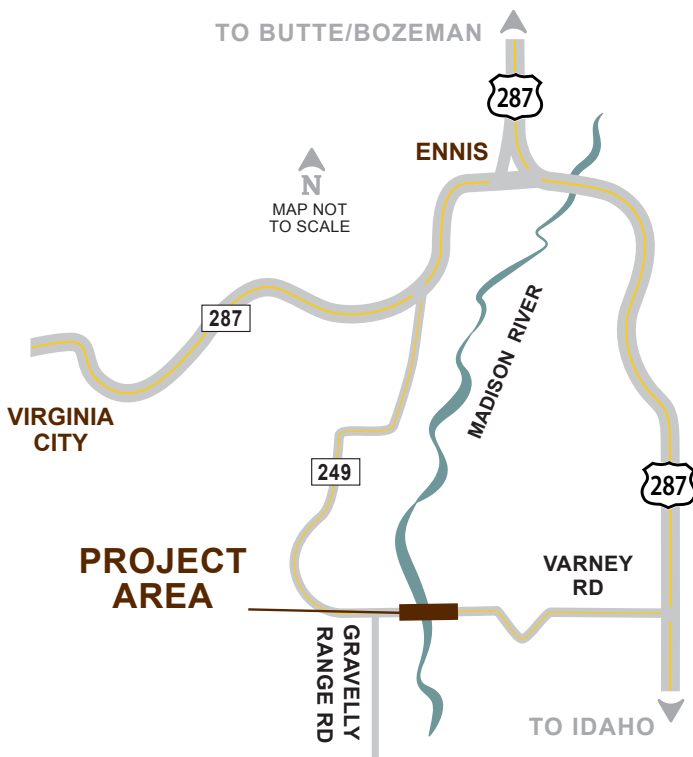 TO BUTTE/BOZEMAN
287
ENNIS
N
MAP NOT
TO SCALE
287
MADISON RIVER
VIRGINIA
CITY
249
287
PROJECT
AREA
VARNEY
RD
GRAVELLY
RANGE RD
TO IDAHO